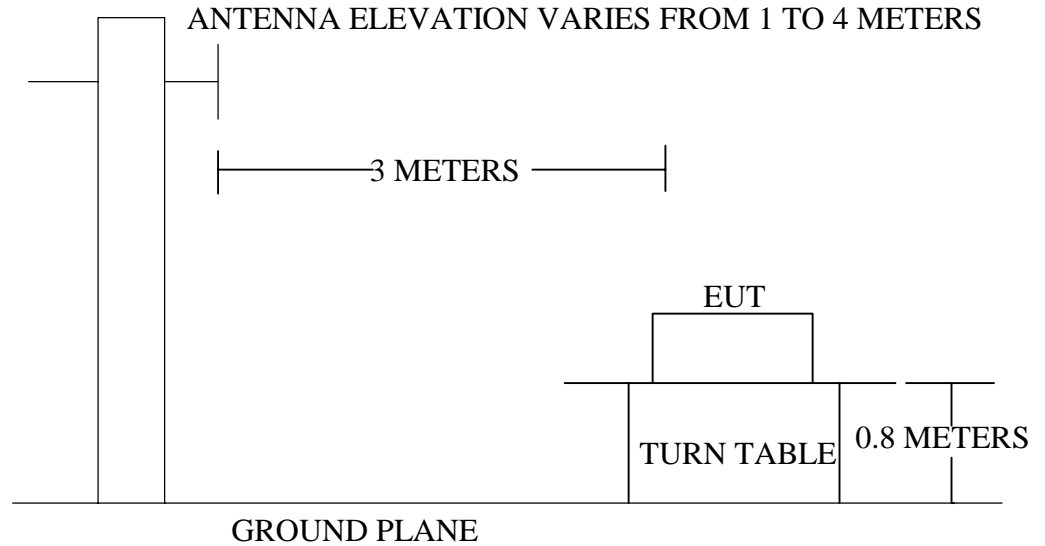 ANTENNA ELEVATION VARIES FROM 1 TO 4 METERS
3 METERS
EUT
TURN TABLE
0.8 METERS
GROUND PLANE